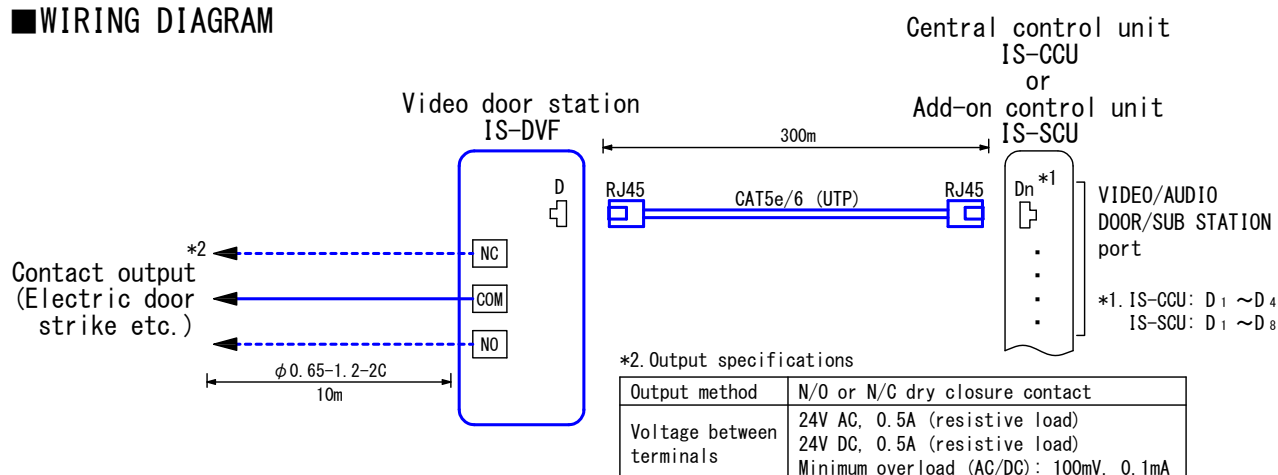 ■WIRING DIAGRAM
Central control unit
IS-CCU
or
Add-on control unit
IS-SCU
Video door station
IS-DVF
300m
D
RJ45
CAT5e/6 (UTP)
RJ45
Dn *1
VIDEO/AUDIO
DOOR/SUB STATION
port
*1. IS-CCU: D1 ~D4
IS-SCU: D1 ~D8
*2
NC
Contact output
(Electric door
strike etc.)
COM
NO
φ0.65-1.2-2C
10m
*2. Output specifications
Output method N/O or N/C dry closure contact
Voltage between
terminals
24V AC, 0.5A (resistive load)
24V DC, 0.5A (resistive load)
Minimum overload (AC/DC): 100mV, 0.1mA